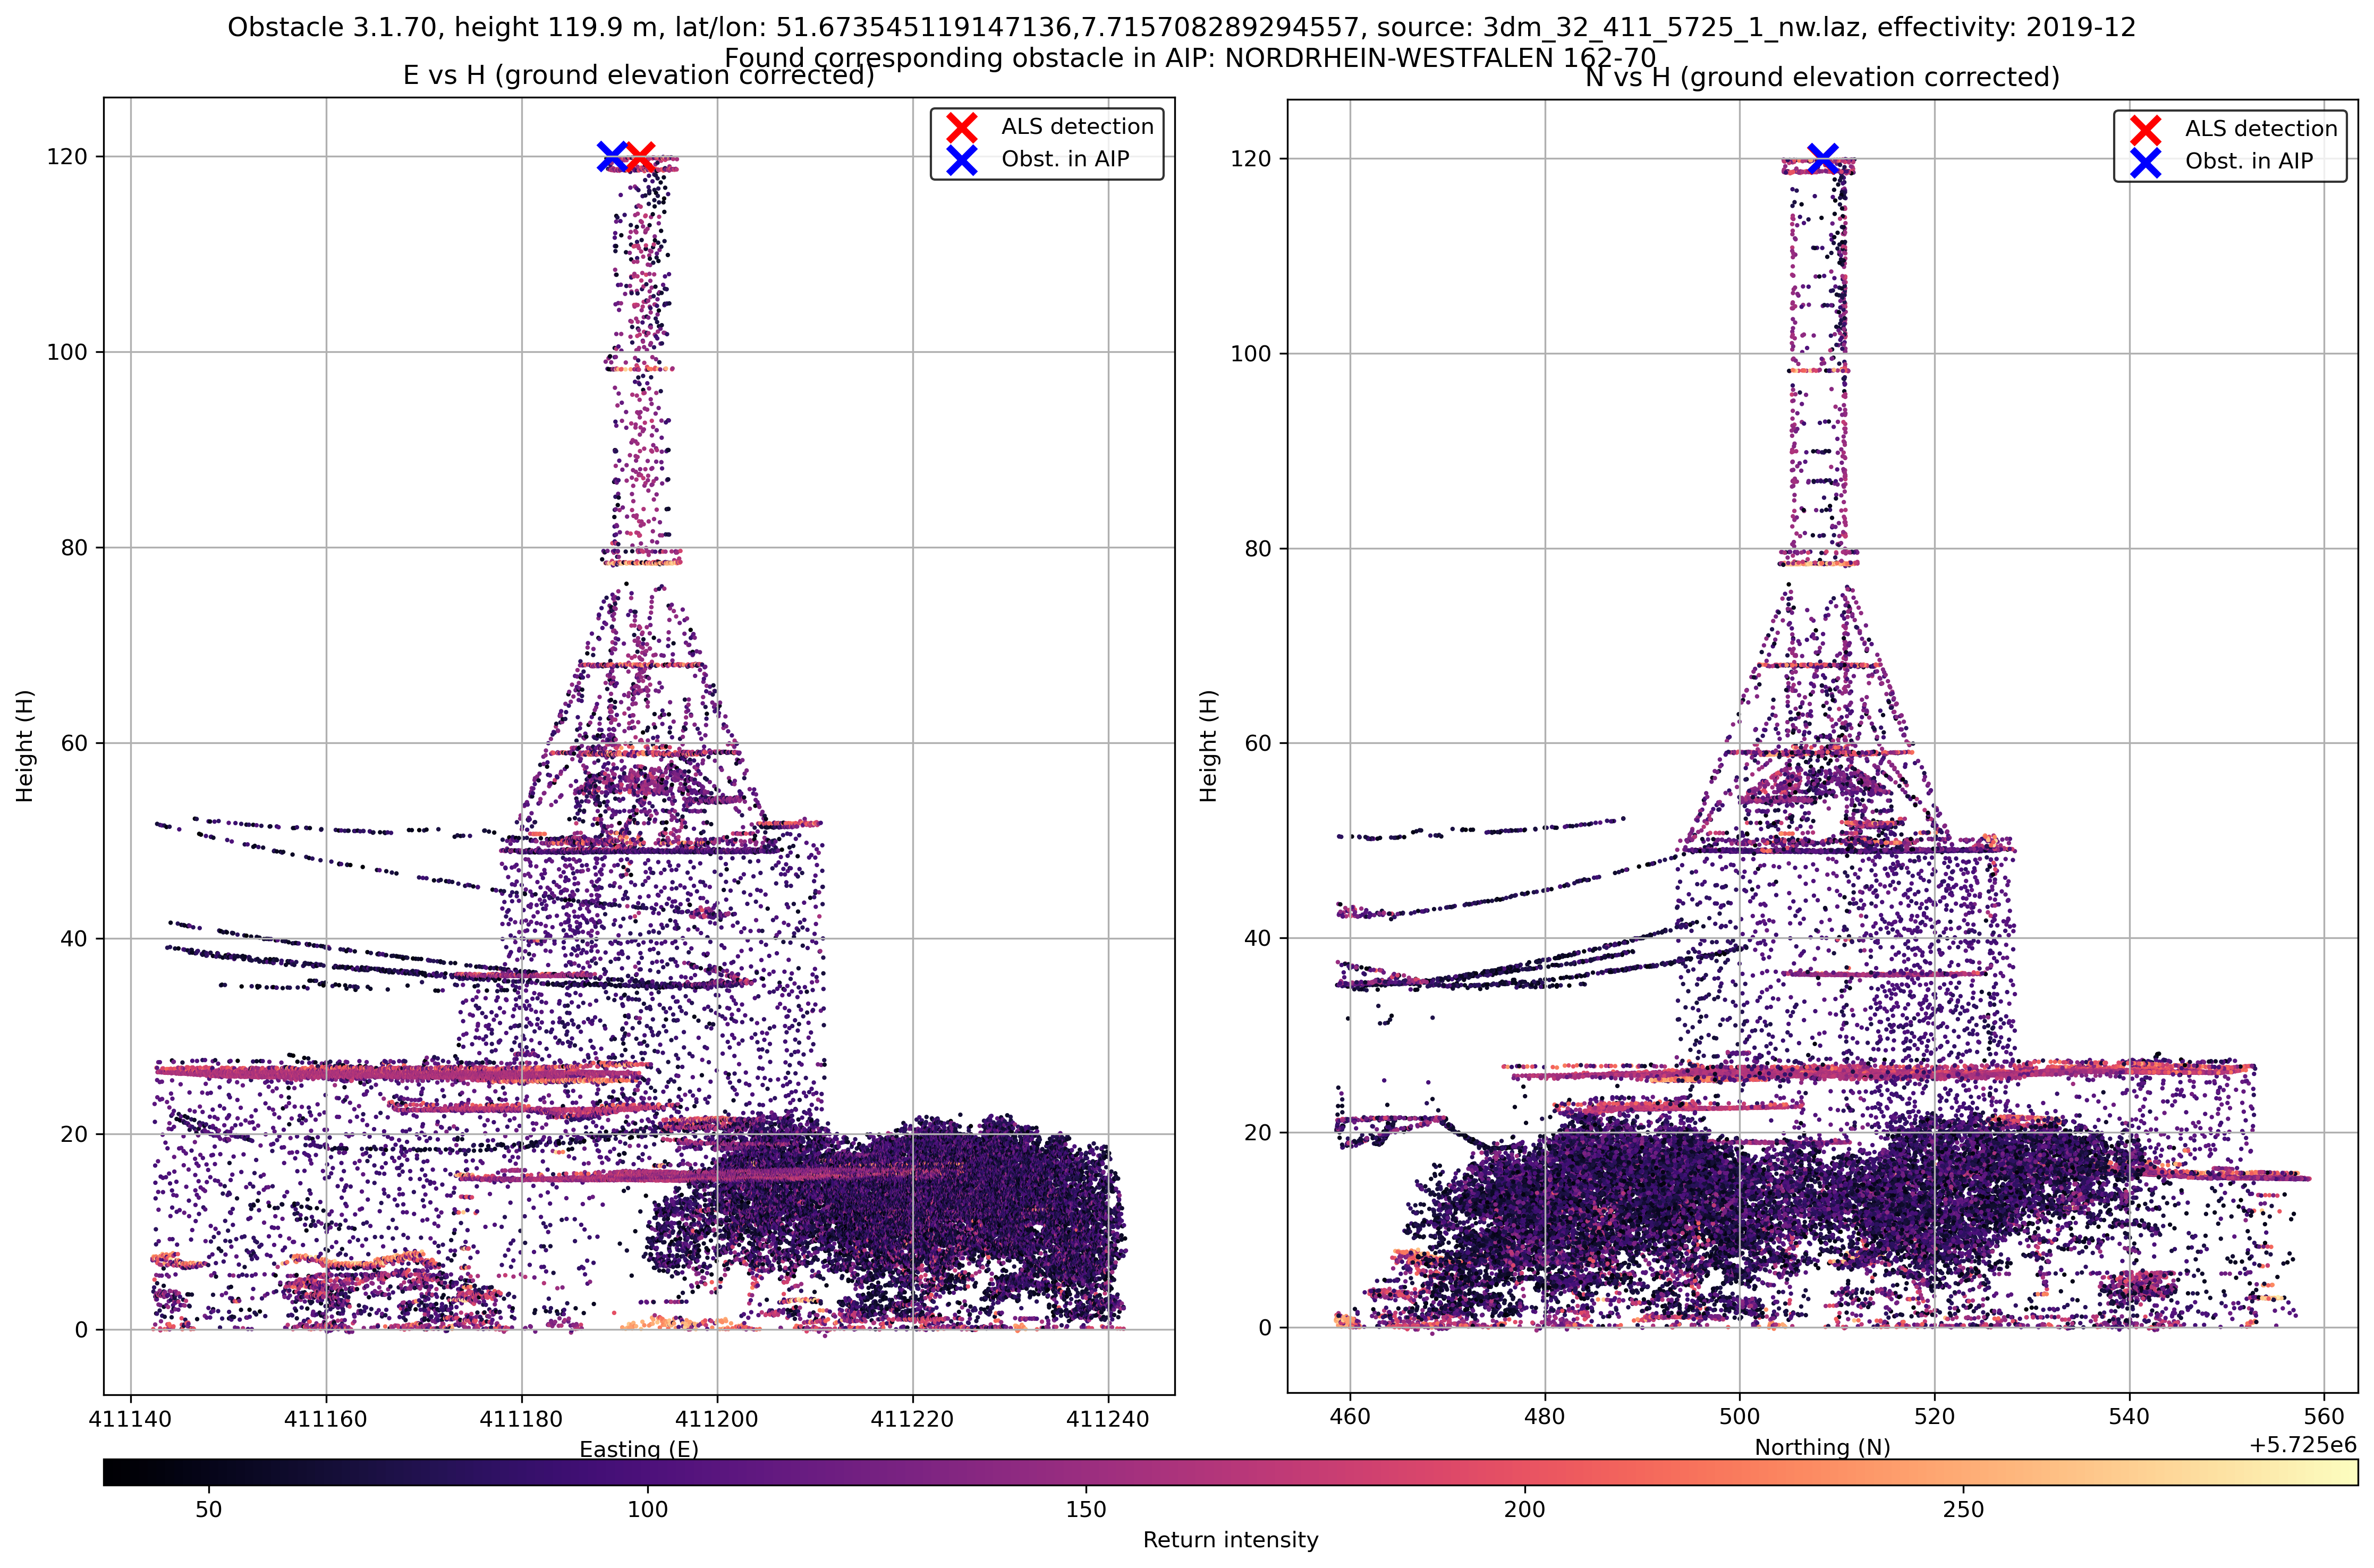 Obstacle 3.1.70, height 119.9 m, lat/lon: 51.673545119147136,7.715708289294557, source: 3dm_32_411_5725_1_nw.laz, effectivity: 2019-12
Found corresponding obstacle in AIP: NORDRHEIN-WESTFALEN 162-70
E vs H (ground elevation corrected)
ALS detection
Obst. in AIP
Height (H)
120
100
80
60
40
20
0
411140 411160 411180 411200 411220 411240
Easting (E)
N vs H (ground elevation corrected)
ALS detection
Obst. in AIP
Height (H)
120
100
80
60
40
20
0
460 480 500 520 540 560
Northing (N)
+5.725e6
50 100 150 200 250
Return intensity